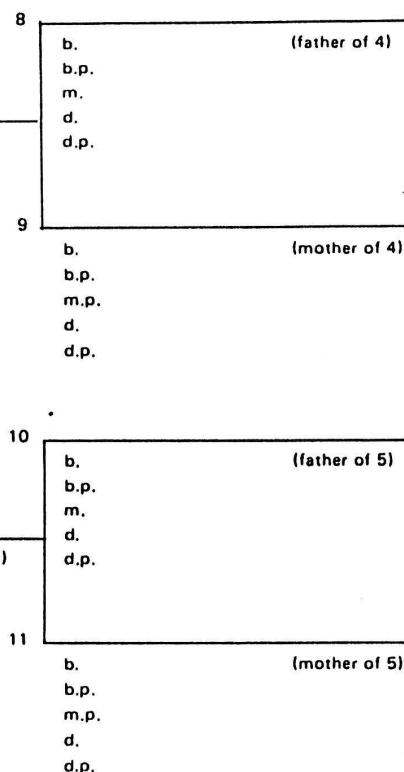 8
b. (father of 4)
b.p.
m.
d.
d.p.
9
b. (mother of 4)
b.p.
m.p.
d.
d.p.
10
b. (father of 5)
b.p.
m.
d.
)
d.p.
11
b. (mother of 5)
b.p.
m.p.
d.
d.p.